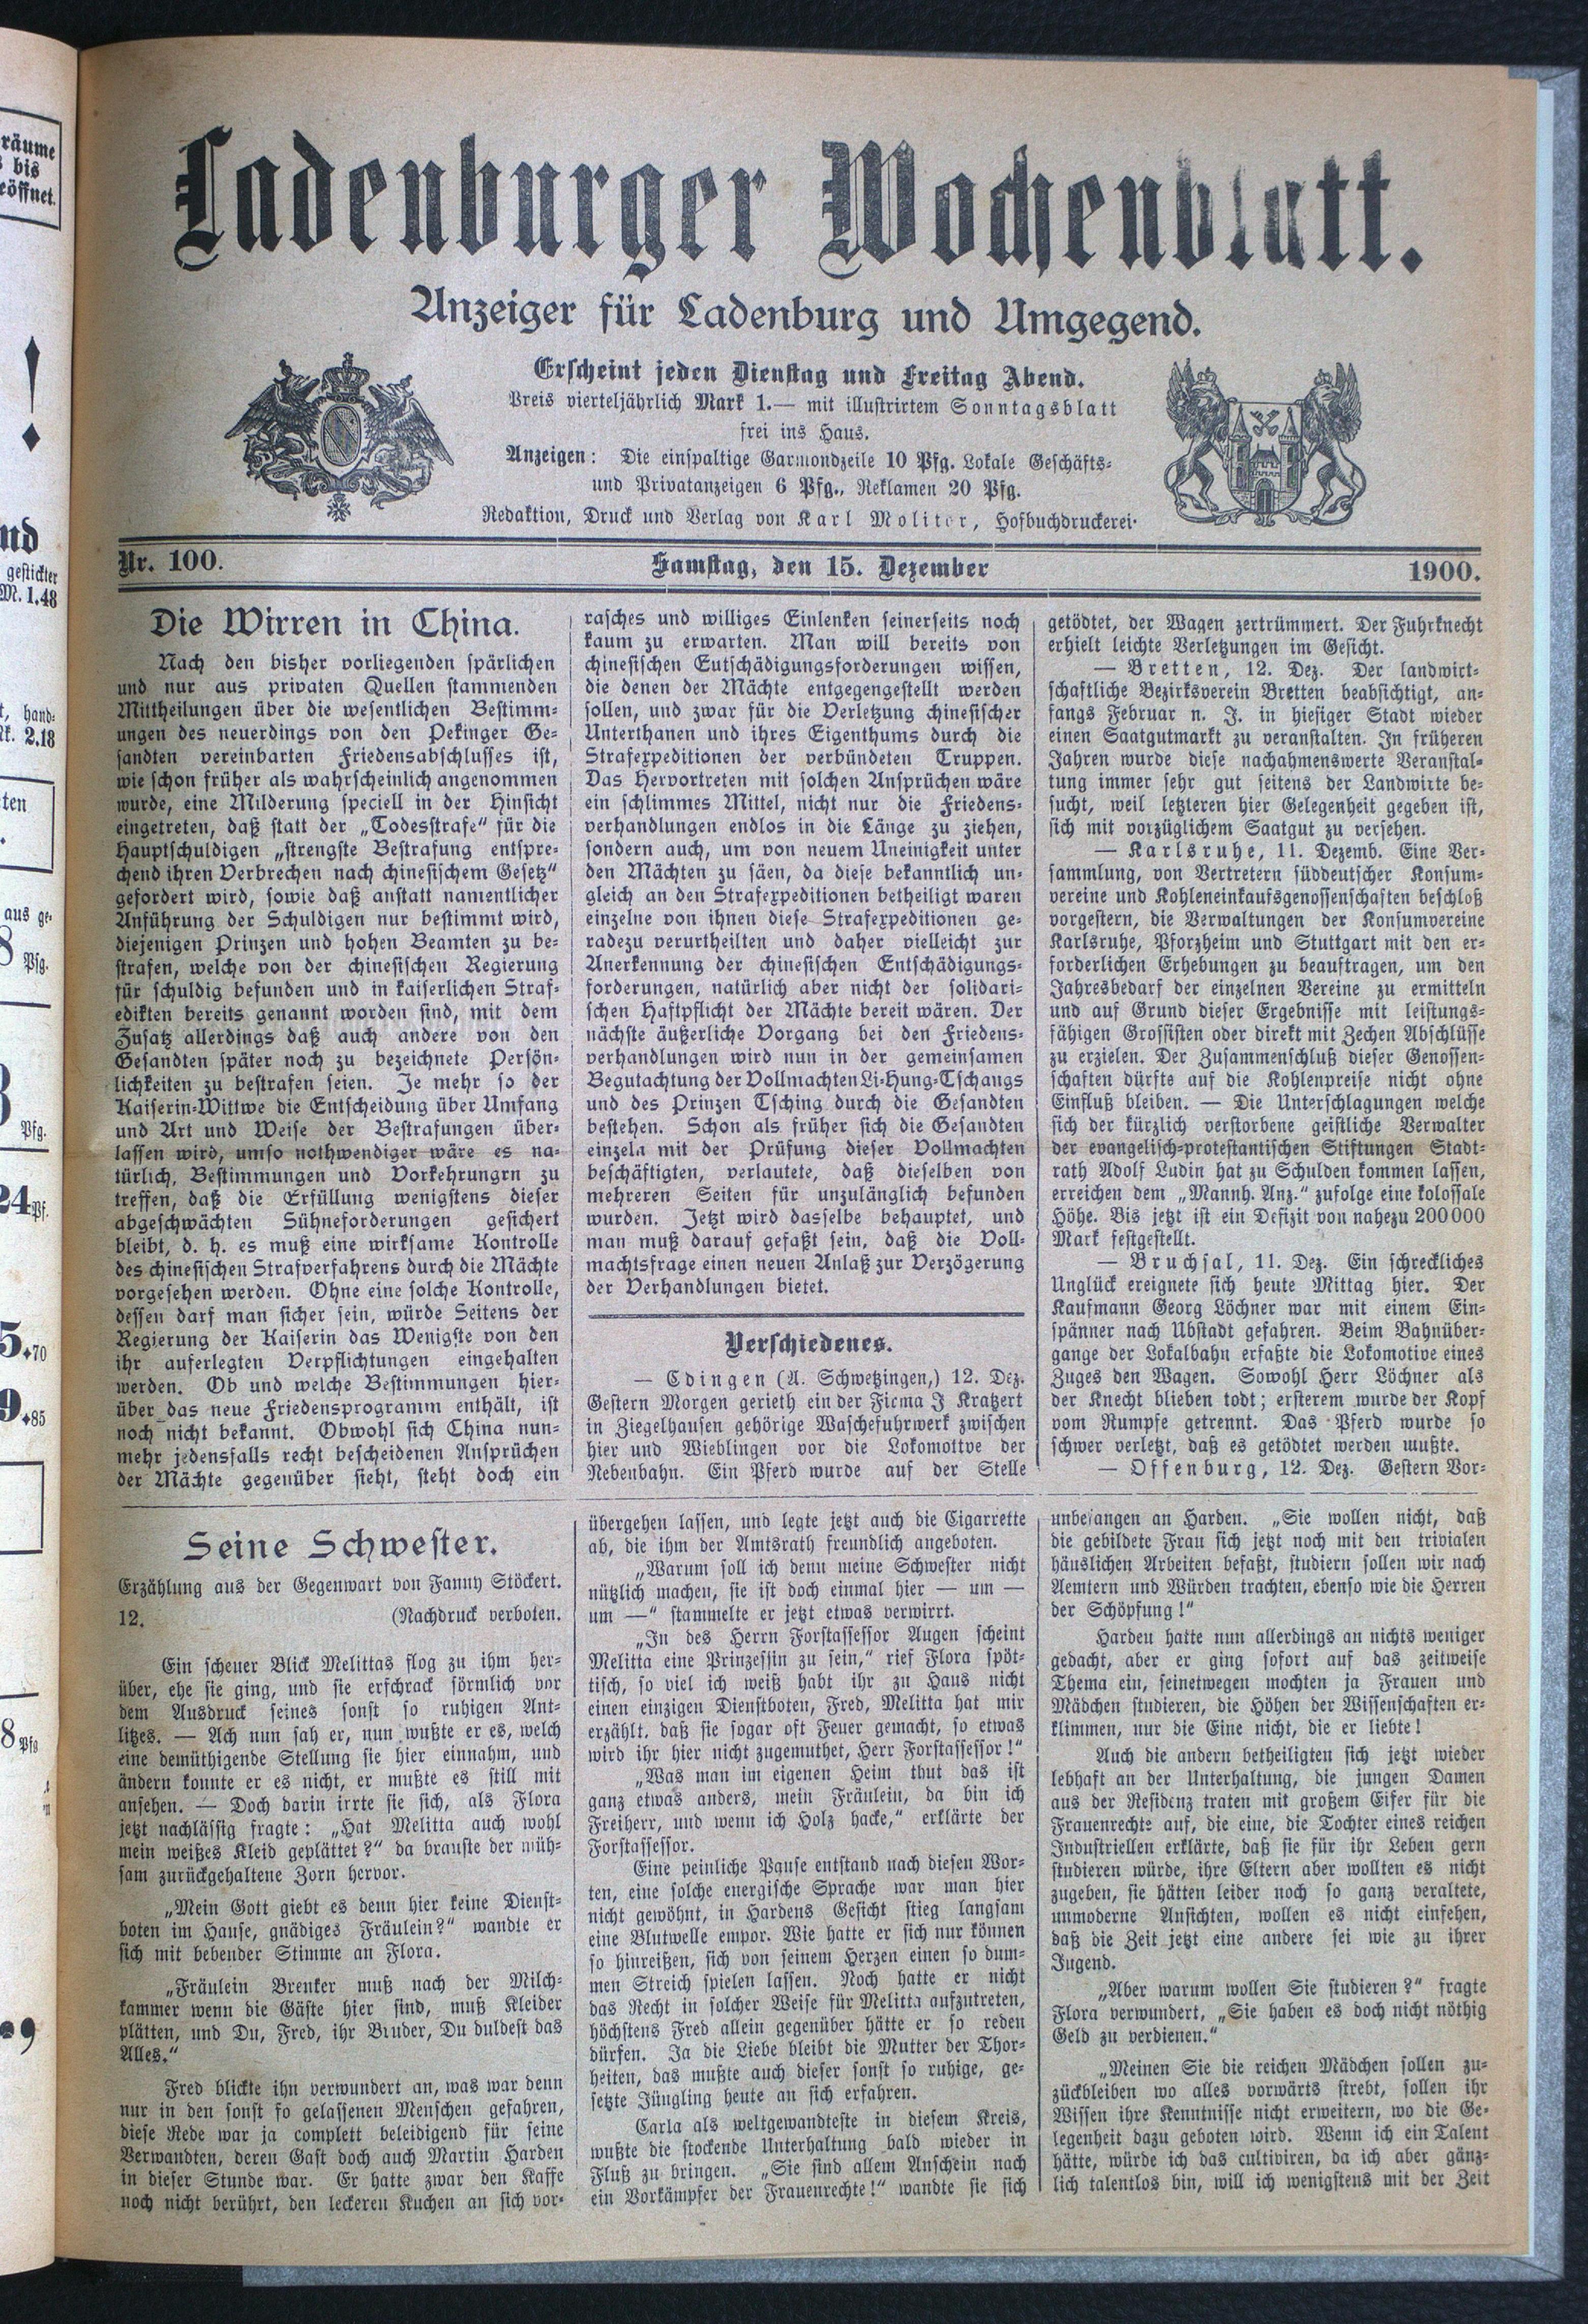 Ladenburger Wochenblatt.
Anzeiger für Ladenburg und Umgegend.
Erscheint jeden Dienstag und Freitag Abend.
Preis vierteljährlich Mark 1.— mit illustrirtem Sonntagsblatt
frei ins Haus.
Anzeigen: Die einspaltige Garmondzeile 10 Pfg. Lokale Geschäfts-
und Privatanzeigen 6 Pfg., Reklamen 20 Pfg.
Redaktion, Druck und Verlag von Karl Molitor, Hofbuchdruckerei.
Nr. 100. Samstag, den 15. Dezember 1900.
Die Wirren in China.
Nach den bisher vorliegenden spärlichen
und nur aus privaten Quellen stammenden
Mittheilungen über die wesentlichen Bestimm-
ungen des neuerdings von den Pekinger Ge-
sandten vereinbarten Friedensabschlusses ist,
wie schon früher als wahrscheinlich angenommen
wurde, eine Milderung speciell in der Hinsicht
eingetreten, daß statt der „Todesstrafe“ für die
Hauptschuldigen „strengste Bestrafung entspre-
chend ihren Verbrechen nach chinesischem Gesetz“
gefordert wird, sowie daß anstatt namentlicher
Anführung der Schuldigen nur bestimmt wird,
diejenigen Prinzen und hohen Beamten zu be-
strafen, welche von der chinesischen Regierung
für schuldig befunden und in kaiserlichen Straf-
edikten bereits genannt worden sind, mit dem
Zusatz allerdings daß auch andere von den
Gesandten später noch zu bezeichnete Persön-
lichkeiten zu bestrafen seien. Je mehr so der
Kaiserin-Wittwe die Entscheidung über Umfang
und Art und Weise der Bestrafungen über-
lassen wird, umso nothwendiger wäre es na-
türlich, Bestimmungen und Vorkehrungrn zu
treffen, daß die Erfüllung wenigstens dieser
abgeschwächten Sühneforderungen gesichert
bleibt, d. h. es muß eine wirksame Kontrolle
des chinesischen Strafverfahrens durch die Mächte
vorgesehen werden. Ohne eine solche Kontrolle,
dessen darf man sicher sein, würde Seitens der
Regierung der Kaiserin das Wenigste von den
ihr auferlegten Verpflichtungen eingehalten
werden. Ob und welche Bestimmungen hier-
über das neue Friedensprogramm enthält, ist
noch nicht bekannt. Obwohl sich China nun-
mehr jedensfalls recht bescheidenen Ansprüchen
der Mächte gegenüber sieht, steht doch ein
rasches und williges Einlenken seinerseits noch
kaum zu erwarten. Man will bereits von
chinesischen Eutschädigungsforderungen wissen,
die denen der Mächte entgegengestellt werden
sollen, und zwar für die Verletzung chinesischer
Unterthanen und ihres Eigenthums durch die
Strafexpeditionen der verbündeten Truppen.
Das Hervortreten mit solchen Ansprüchen wäre
ein schlimmes Mittel, nicht nur die Friedens-
verhandlungen endlos in die Länge zu ziehen,
sondern auch, um von neuem Uneinigkeit unter
den Mächten zu säen, da diese bekanntlich un-
gleich an den Strafexpeditionen betheiligt waren
einzelne von ihnen diese Strafexpeditionen ge-
radezu verurtheilten und daher vielleicht zur
Anerkennung der chinesischen Entschädigungs-
forderungen, natürlich aber nicht der solidari-
schen Haftpflicht der Mächte bereit wären. Der
nächste äußerliche Vorgang bei den Friedens-
verhandlungen wird nun in der gemeinsamen
Begutachtung der Vollmachten Li-Hung-Tschangs
und des Prinzen Tsching durch die Gesandten
bestehen. Schon als früher sich die Gesandten
einzeln mit der Prüfung dieser Vollmachten
beschäftigten, verlautete, daß dieselben von
mehreren Seiten für unzulänglich befunden
wurden. Jetzt wird dasselbe behauptet, und
man muß darauf gefaßt sein, daß die Voll-
machtsfrage einen neuen Anlaß zur Verzögerung
der Verhandlungen bietet.
Verschiedenes.
— Edingen (A. Schwetzingen,) 12. Dez.
Gestern Morgen gerieth ein der Firma J Kratzert
in Ziegelhausen gehörige Waschefuhrwerk zwischen
hier und Wieblingen vor die Lokomottve der
Nebenbahn. Ein Pferd wurde auf der Stelle
getödtet, der Wagen zertrümmert. Der Fuhrknecht
erhielt leichte Verletzungen im Gesicht.
— Bretten, 12. Dez. Der landwirt-
schaftliche Bezirksverein Bretten beabsichtigt, an-
fangs Februar n. J. in hiesiger Stadt wieder
einen Saatgutmarkt zu veranstalten. In früheren
Jahren wurde diese nachahmenswerte Veranstal-
tung immer sehr gut seitens der Landwirte be-
sucht, weil letzteren hier Gelegenheit gegeben ist,
sich mit vorzüglichem Saatgut zu versehen.
— Karlsruhe, 11. Dezemb. Eine Ver-
sammlung, von Vertretern süddeutscher Konsum-
vereine und Kohleneinkaufsgenossenschaften beschloß
vorgestern, die Verwaltungen der Konsumvereine
Karlsruhe, Pforzheim und Stuttgart mit den er-
forderlichen Erhebungen zu beauftragen, um den
Jahresbedarf der einzelnen Vereine zu ermitteln
und auf Grund dieser Ergebnisse mit leistungs-
fähigen Grossisten oder direkt mit Zechen Abschlüsse
zu erzielen. Der Zusammenschluß dieser Genossen-
schaften dürfte auf die Kohlenpreise nicht ohne
Einfluß bleiben. — Die Unterschlagungen welche
sich der kürzlich verstorbene geistliche Verwalter
der evangelisch-protestantischen Stiftungen Stadt-
rath Adolf Ludin hat zu Schulden kommen lassen,
erreichen dem „Mannh. Anz.“ zufolge eine kolossale
Höhe. Bis jetzt ist ein Defizit von nahezu 200000
Mark festgestellt.
— Bruchsal, 11. Dez. Ein schreckliches
Unglück ereignete sich heute Mittag hier. Der
Kaufmann Georg Löchner war mit einem Ein-
spänner nach Ubstadt gefahren. Beim Bahnüber-
gange der Lokalbahn erfaßte die Lokomotive eines
Zuges den Wagen. Sowohl Herr Löchner als
der Knecht blieben todt; ersterem wurde der Kopf
vom Rumpfe getrennt. Das Pferd wurde so
schwer verletzt, daß es getödtet werden mußte.
— Offenburg, 12. Dez. Gestern Vor-
Seine Schwester.
Erzählung aus der Gegenwart von Fanny Stöckert.
12. (Nachdruck verboten.
Ein scheuer Blick Melittas flog zu ihm her-
über, ehe sie ging, und sie erschrack förmlich vor
dem Ausdruck seines sonst so ruhigen Ant-
litzes. — Ach nun sah er, nun wußte er es, welch
eine demüthigende Stellung sie hier einnahm, und
ändern konnte er es nicht, er mußte es still mit
ansehen. — Doch darin irrte sie sich, als Flora
jetzt nachlässig fragte: „Hat Melitta auch wohl
mein weißes Kleid geplättet?“ da brauste der müh-
sam zurückgehaltene Zorn hervor.
„Mein Gott giebt es denn hier keine Dienst-
boten im Hause, gnädiges Fräulein?“ wandte er
sich mit bebender Stimme an Flora.
„Fräulein Brenker muß nach der Milch-
kammer wenn die Gäste hier sind, muß Kleider
plätten, und Du, Fred, ihr Bruder, Du duldest das
Alles.“
Fred blickte ihn verwundert an, was war denn
nur in den sonst so gelassenen Menschen gefahren,
diese Rede war ja complett beleidigend für seine
Verwandten, deren Gast doch auch Martin Harden
in dieser Stunde war. Er hatte zwar den Kaffe
noch nicht berührt, den leckeren Kuchen an sich vor-
übergehen lassen, und legte jetzt auch die Cigarrette
ab, die ihm der Amtsrath freundlich angeboten.
„Warum soll ich denn meine Schwester nicht
nützlich machen, sie ist doch einmal hier — um —
um —“ stammelte er jetzt etwas verwirrt.
„In des Herrn Forstassessor Augen scheint
Melitta eine Prinzessin zu sein,“ rief Flora spöt-
tisch, so viel ich weiß habt ihr zu Haus nicht
einen einzigen Dienstboten, Fred, Melitta hat mir
erzählt, daß sie sogar oft Feuer gemacht, so etwas
wird ihr hier nicht zugemuthet, Herr Forstassessor!“
„Was man im eigenen Heim thut das ist
ganz etwas anders, mein Fräulein, da bin ich
Freiherr, und wenn ich Holz hacke,“ erklärte der
Forstassessor.
Eine peinliche Pause entstand nach diesen Wor-
ten, eine solche energische Sprache war man hier
nicht gewöhnt, in Hardens Gesicht stieg langsam
eine Blutwelle empor. Wie hatte er sich nur können
so hinreißen, sich von seinem Herzen einen so dum-
men Streich spielen lassen. Noch hatte er nicht
das Recht in solcher Weise für Melitta aufzutreten,
höchstens Fred allein gegenüber hätte er so reden
dürfen. Ja die Liebe bleibt die Mutter der Thor-
heiten, das mußte auch dieser sonst so ruhige, ge-
setzte Jüngling heute an sich erfahren.
Carla als weltgewandteste in diesem Kreis,
wußte die stockende Unterhaltung bald wieder in
Fluß zu bringen. „Sie sind allem Anschein nach
ein Vorkämpfer der Frauenrechte!“ wandte sie sich
unbefangen an Harden. „Sie wollen nicht, daß
die gebildete Frau sich jetzt noch mit den trivialen
häuslichen Arbeiten befaßt, studiern sollen wir nach
Aemtern und Würden trachten, ebenso wie die Herren
der Schöpfung!“
Harden hatte nun allerdings an nichts weniger
gedacht, aber er ging sofort auf das zeitweise
Thema ein, seinetwegen mochten ja Frauen und
Mädchen studieren, die Höhen der Wissenschaften er-
klimmen, nur die Eine nicht, die er liebte!
Auch die andern betheiligten sich jetzt wieder
lebhaft an der Unterhaltung, die jungen Damen
aus der Residenz traten mit großem Eifer für die
Frauenrechte auf, die eine, die Tochter eines reichen
Industriellen erklärte, daß sie für ihr Leben gern
studieren würde, ihre Eltern aber wollten es nicht
zugeben, sie hätten leider noch so ganz veraltete,
unmoderne Ansichten, wollen es nicht einsehen,
daß die Zeit jetzt eine andere sei wie zu ihrer
Jugend.
„Aber warum wollen Sie studieren?“ fragte
Flora verwundert, „Sie haben es doch nicht nöthig
Geld zu verdienen.“
„Meinen Sie die reichen Mädchen sollen zu-
zückbleiben wo alles vorwärts strebt, sollen ihr
Wissen ihre Kenntnisse nicht erweitern, wo die Ge-
legenheit dazu geboten wird. Wenn ich ein Talent
hätte, würde ich das cultiviren, da ich aber gänz-
lich talentlos bin, will ich wenigstens mit der Zeit